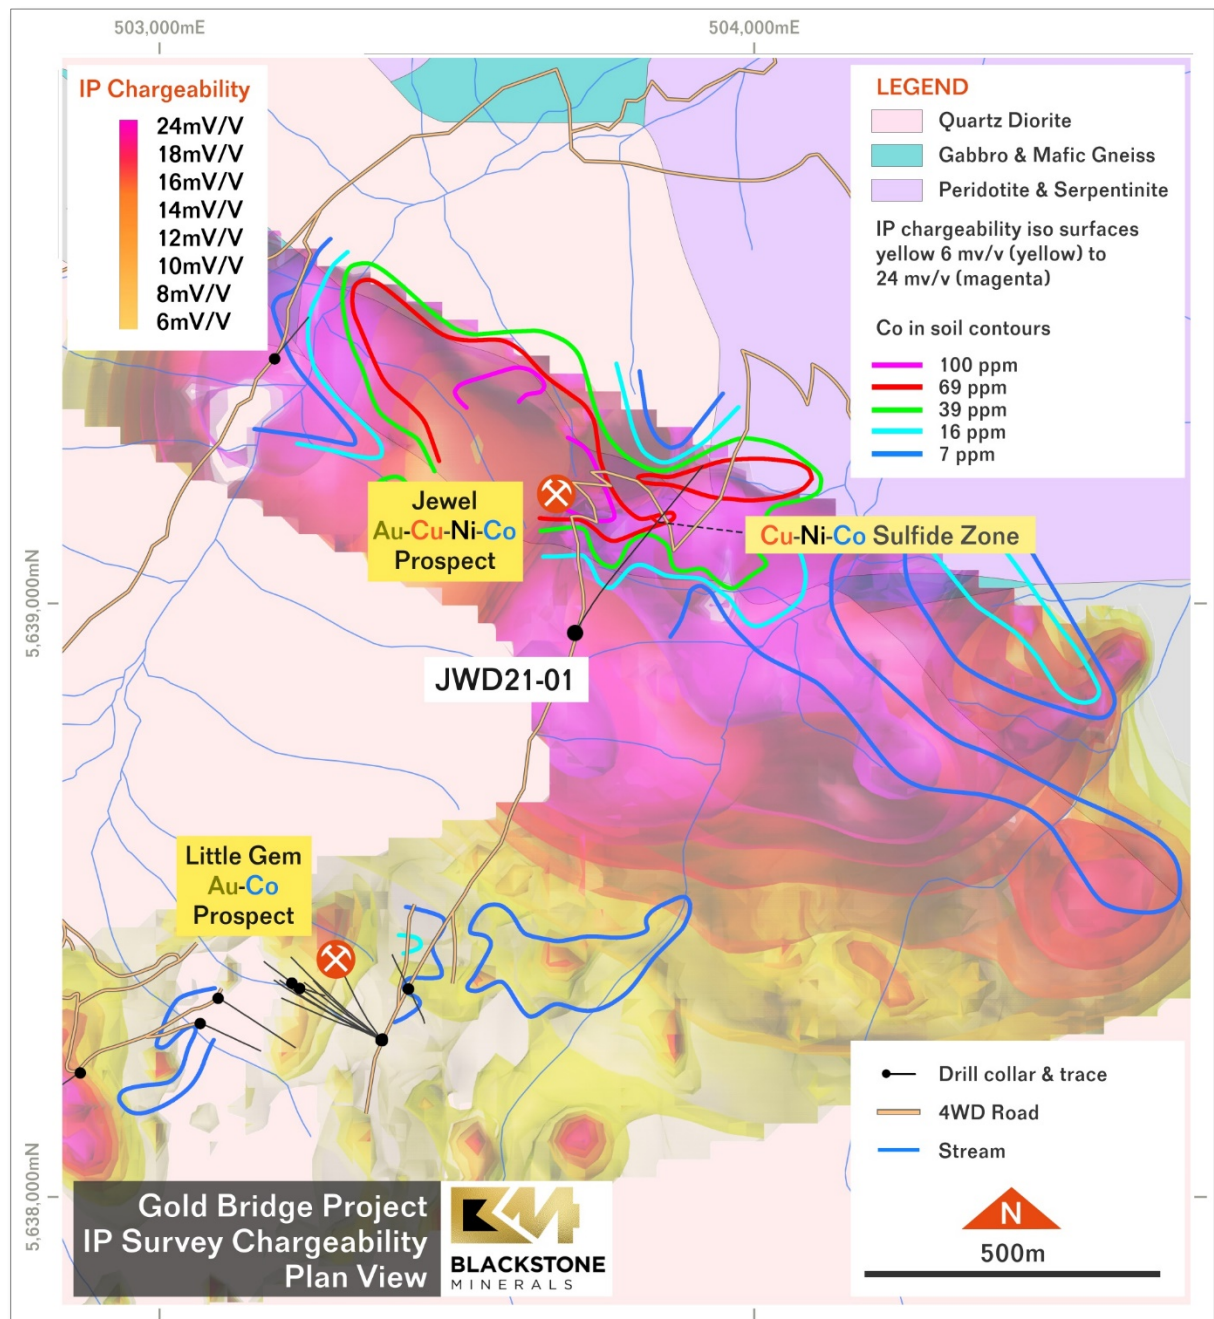 503,000mE
504,000mE
IP Chargeability
24mV/V
18mV/V
16mV/V
14mV/V
12mV/V
10mV/V
8mV/V
6mV/V
LEGEND
Quartz Diorite
Gabbro & Mafic Gneiss
Peridotite & Serpentinite
IP chargeability iso surfaces
yellow 6 mv/v (yellow) to
24 mv/v (magenta)
Co in soil contours
100 ppm
69 ppm
39 ppm
16 ppm
7 ppm
Jewel
Au-Cu-Ni-Co
Prospect
Cu-Ni-Co Sulfide Zone
5,639,000mN
JWD21-01
Little Gem
Au-Co
Prospect
5,638,000mN
Drill collar & trace
4WD Road
Stream
N
500m
Gold Bridge Project
IP Survey Chargeability
Plan View
BLACKSTONE
MINERALS